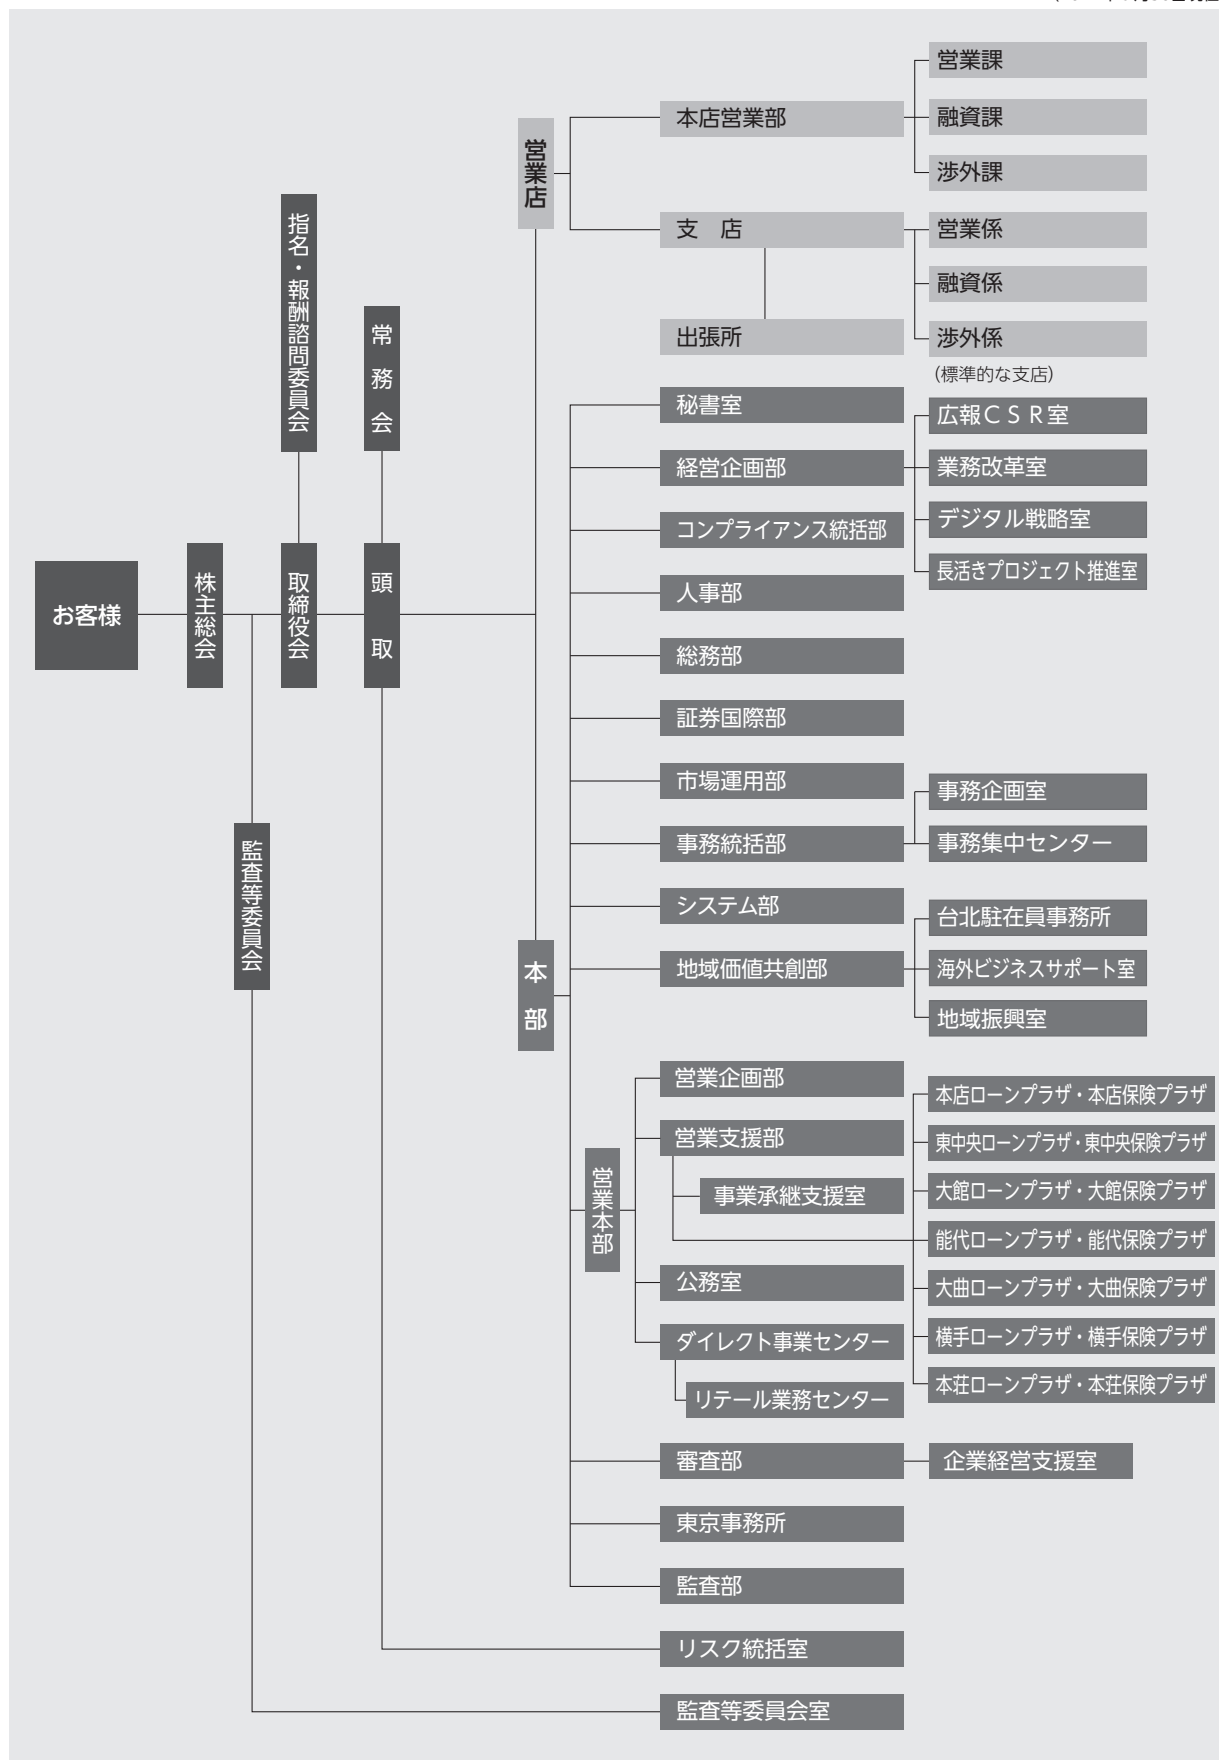 お客様
株主総会
取締役会
頭取
指名・報酬諮問委員会
常務会
監査等委員会
営業店
本店営業部
営業課
融資課
渉外課
支　店
営業係
融資係
渉外係
(標準的な支店)
出張所
本部
秘書室
経営企画部
広報ＣＳＲ室
業務改革室
デジタル戦略室
長活きプロジェクト推進室
コンプライアンス統括部
人事部
総務部
証券国際部
市場運用部
事務統括部
事務企画室
事務集中センター
システム部
地域価値共創部
台北駐在員事務所
海外ビジネスサポート室
地域振興室
営業本部
営業企画部
営業支援部
事業承継支援室
本店ローンプラザ・本店保険プラザ
東中央ローンプラザ・東中央保険プラザ
大館ローンプラザ・大館保険プラザ
能代ローンプラザ・能代保険プラザ
大曲ローンプラザ・大曲保険プラザ
横手ローンプラザ・横手保険プラザ
本荘ローンプラザ・本荘保険プラザ
公務室
ダイレクト事業センター
リテール業務センター
審査部
企業経営支援室
東京事務所
監査部
リスク統括室
監査等委員会室